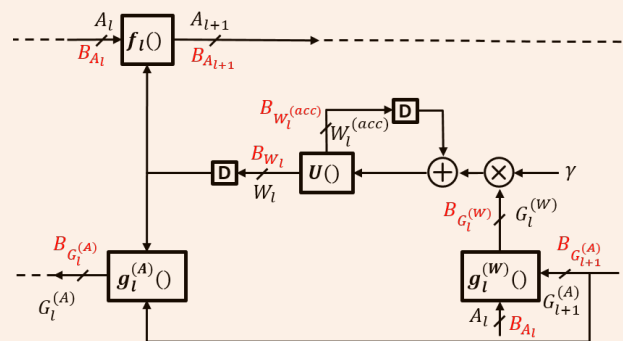 A_l A_{l+1}
f_l()
B_{A_l} B_{A_{l+1}}
B_{W_l^{(acc)}} D
W_l^{(acc)}
B_{W_l}
D U() + × γ
W_l
B_{G_l^{(W)}} G_l^{(W)}
B_{G_l^{(A)}} B_{G_{l+1}^{(A)}}
g_l^{(A)}() g_l^{(W)}()
G_l^{(A)} G_{l+1}^{(A)}
A_l B_{A_l}